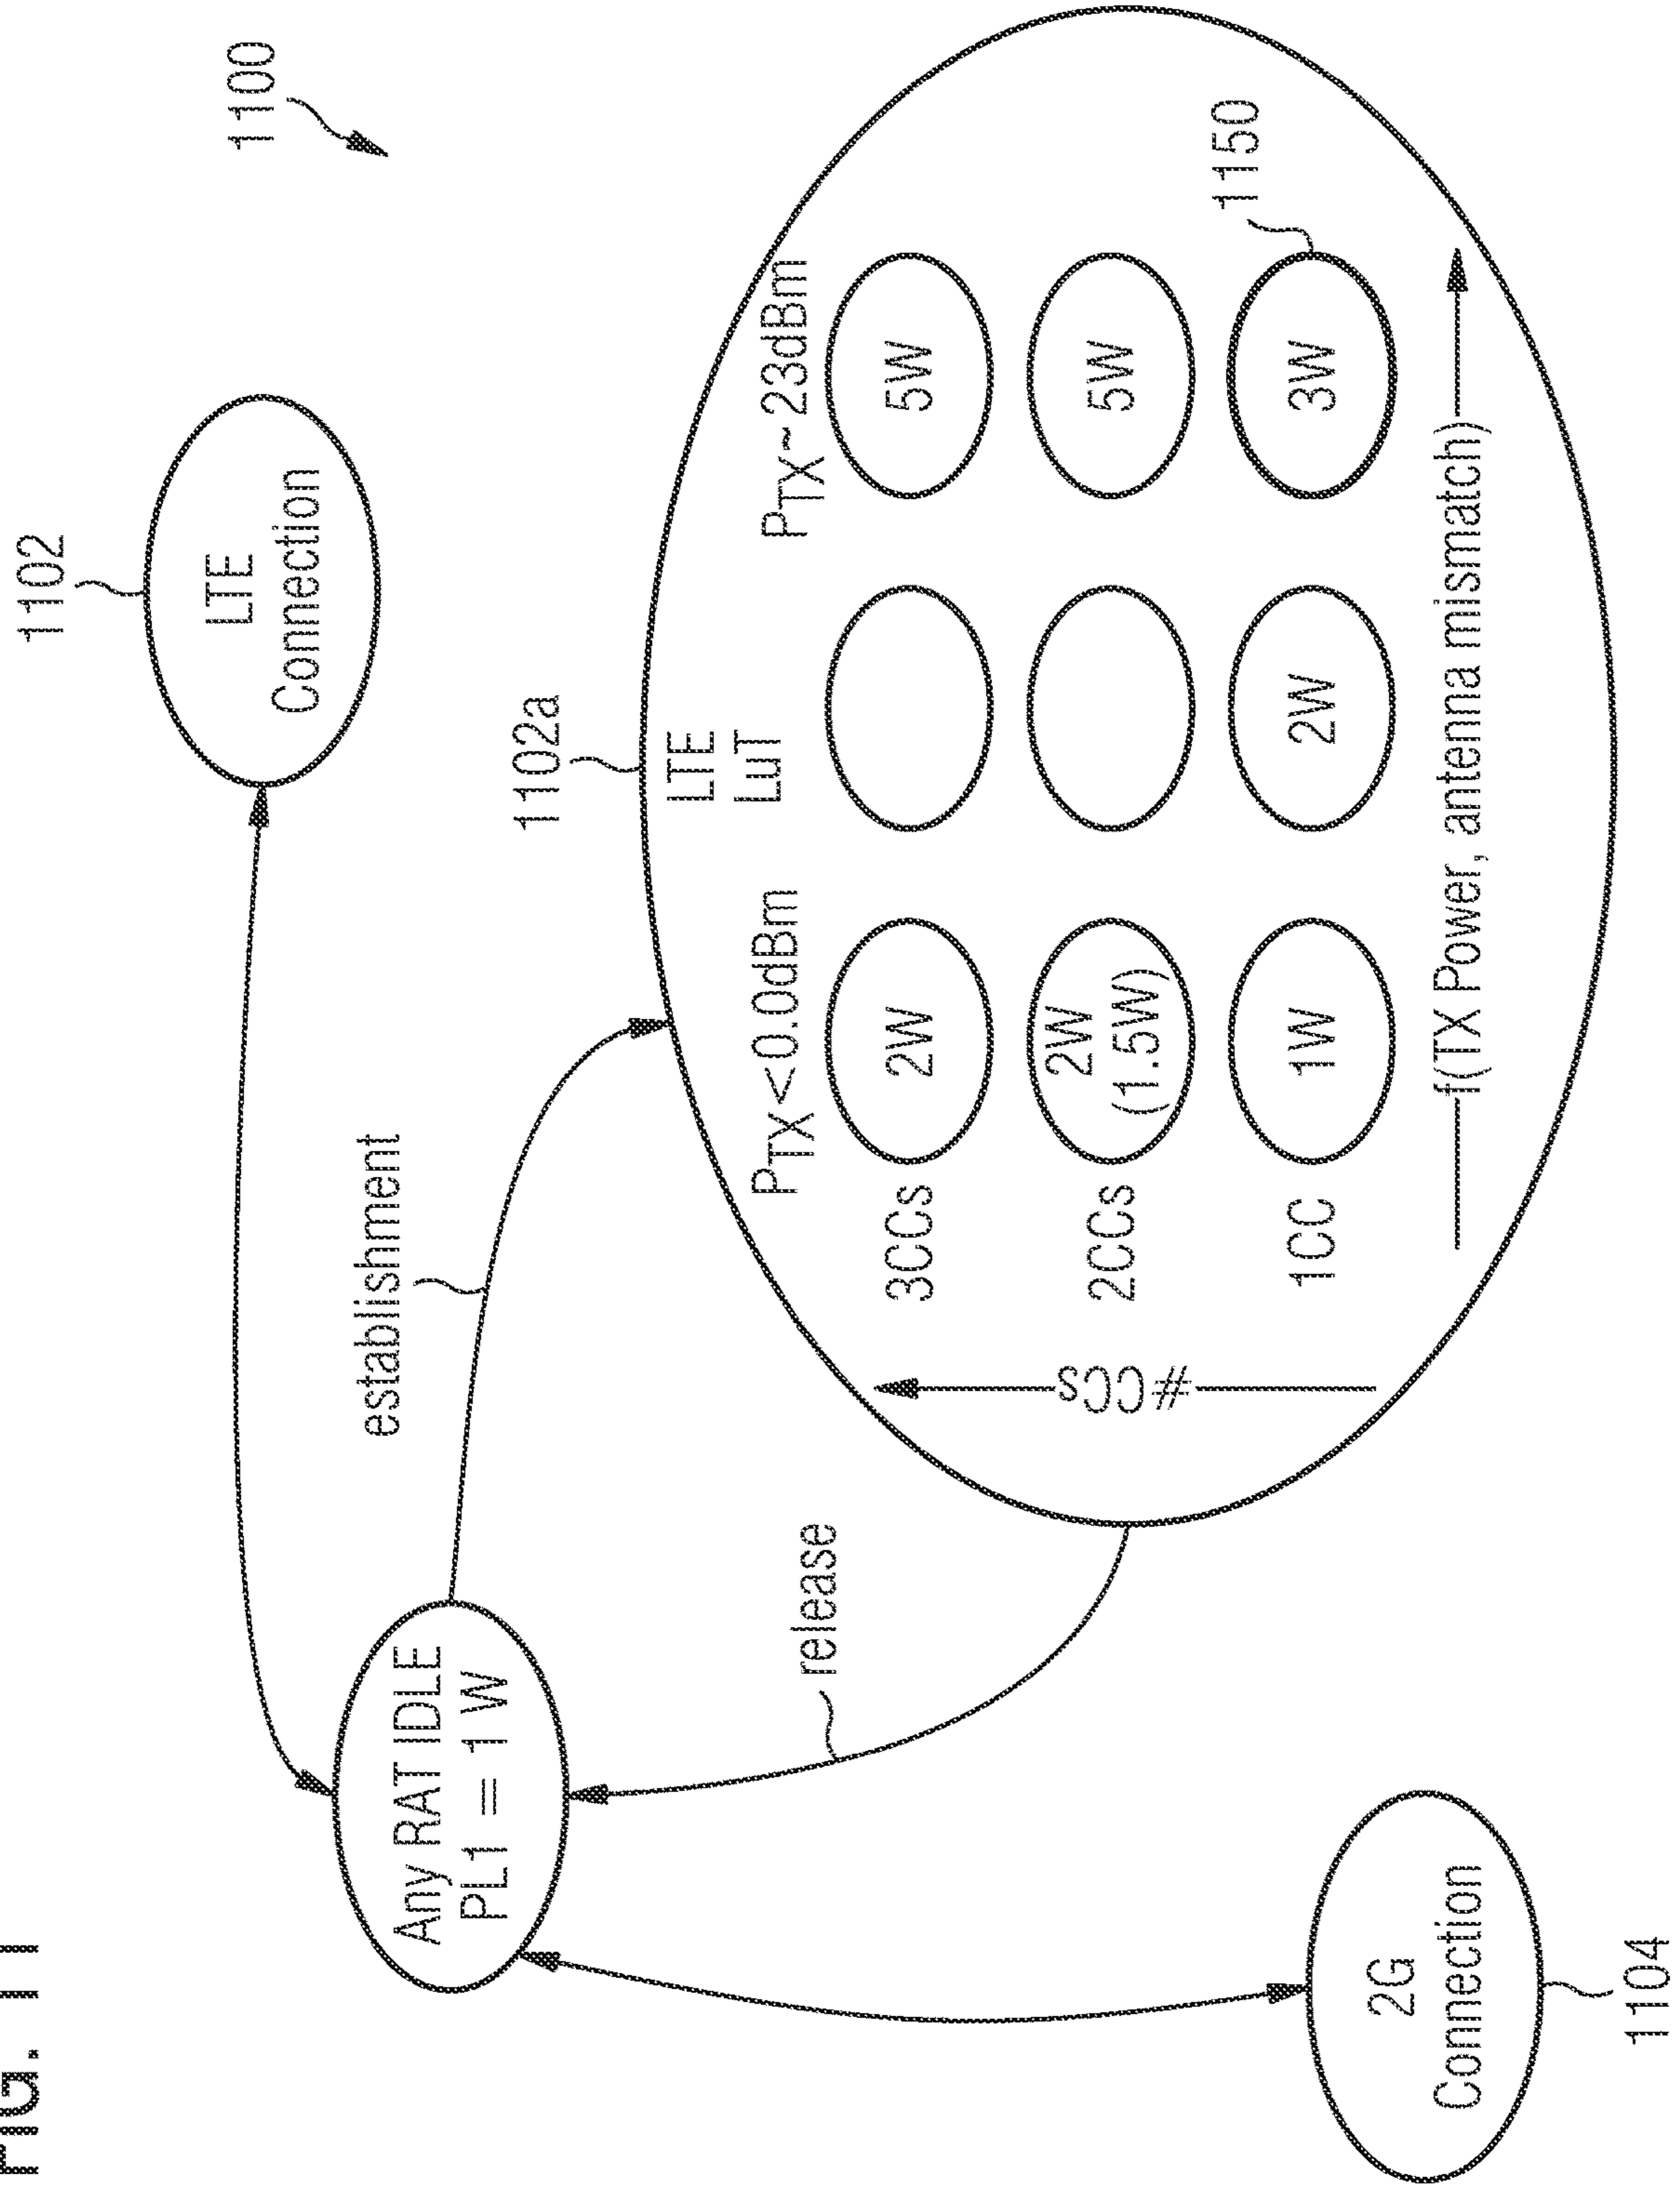 FIG. 11
1100
1102
LTE
Connection
establishment
Any RAT IDLE
PL1 = 1 W
release
1102a
LTE
LuT
PTX<0.0dBm
PTX~23dBm
3CCs
2W
5W
2CCs
2W
(1.5W)
5W
1CC
1W
2W
3W
1150
#CCs
f(TX Power, antenna mismatch)
2G
Connection
1104